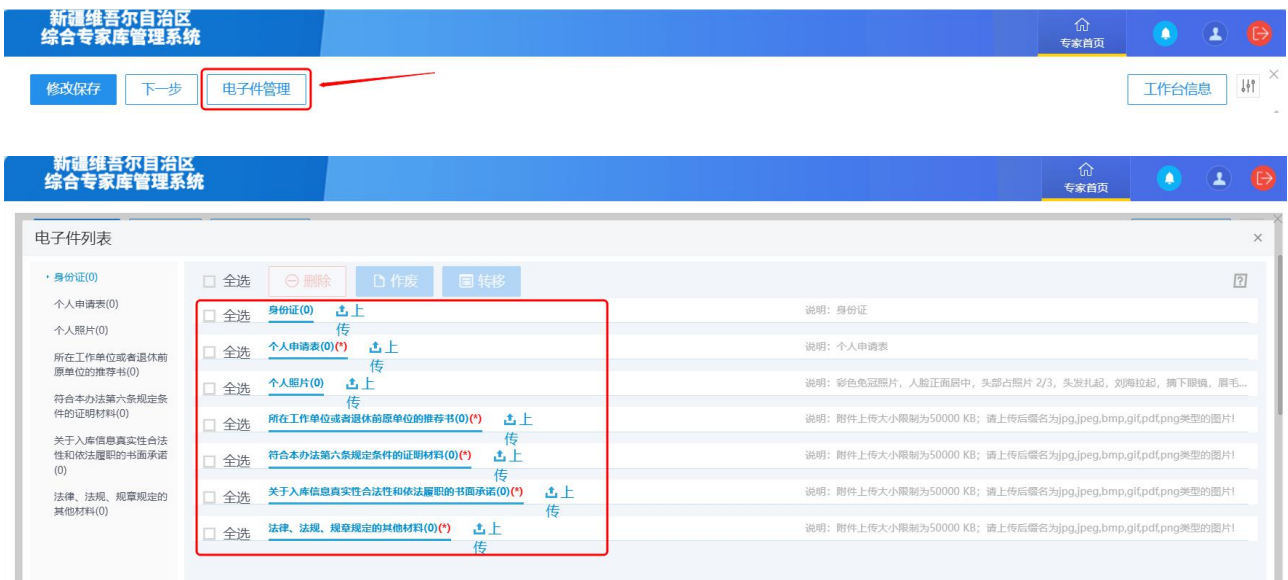 新疆维吾尔自治区
综合专家库管理系统
专家首页
修改保存
下一步
电子件管理
工作台信息
新疆维吾尔自治区
综合专家库管理系统
专家首页
电子件列表
身份证(0)
个人申请表(0)
个人照片(0)
所在工作单位或者退休前
原单位的推荐书(0)
符合本办法第六条规定条
件的证明材料(0)
关于入库信息真实性合法
性和依法履职的书面承诺
(0)
法律、法规、规章规定的
其他材料(0)
全选 删除 作废 转移
全选 身份证(0) 上传 说明：身份证
全选 个人申请表(0)(*) 上传 说明：个人申请表
全选 个人照片(0) 上传 说明：彩色免冠照片，人脸正面居中，头部占照片 2/3，头发扎起，刘海拉起，摘下眼镜，眉毛...
全选 所在工作单位或者退休前原单位的推荐书(0)(*) 上传 说明：附件上传大小限制为50000 KB；请上传后缀名为jpg,jpeg,bmp,gif,pdf,png类型的图片!
全选 符合本办法第六条规定条件的证明材料(0)(*) 上传 说明：附件上传大小限制为50000 KB；请上传后缀名为jpg,jpeg,bmp,gif,pdf,png类型的图片!
全选 关于入库信息真实性合法性和依法履职的书面承诺(0)(*) 上传 说明：附件上传大小限制为50000 KB；请上传后缀名为jpg,jpeg,bmp,gif,pdf,png类型的图片!
全选 法律、法规、规章规定的其他材料(0)(*) 上传 说明：附件上传大小限制为50000 KB；请上传后缀名为jpg,jpeg,bmp,gif,pdf,png类型的图片!